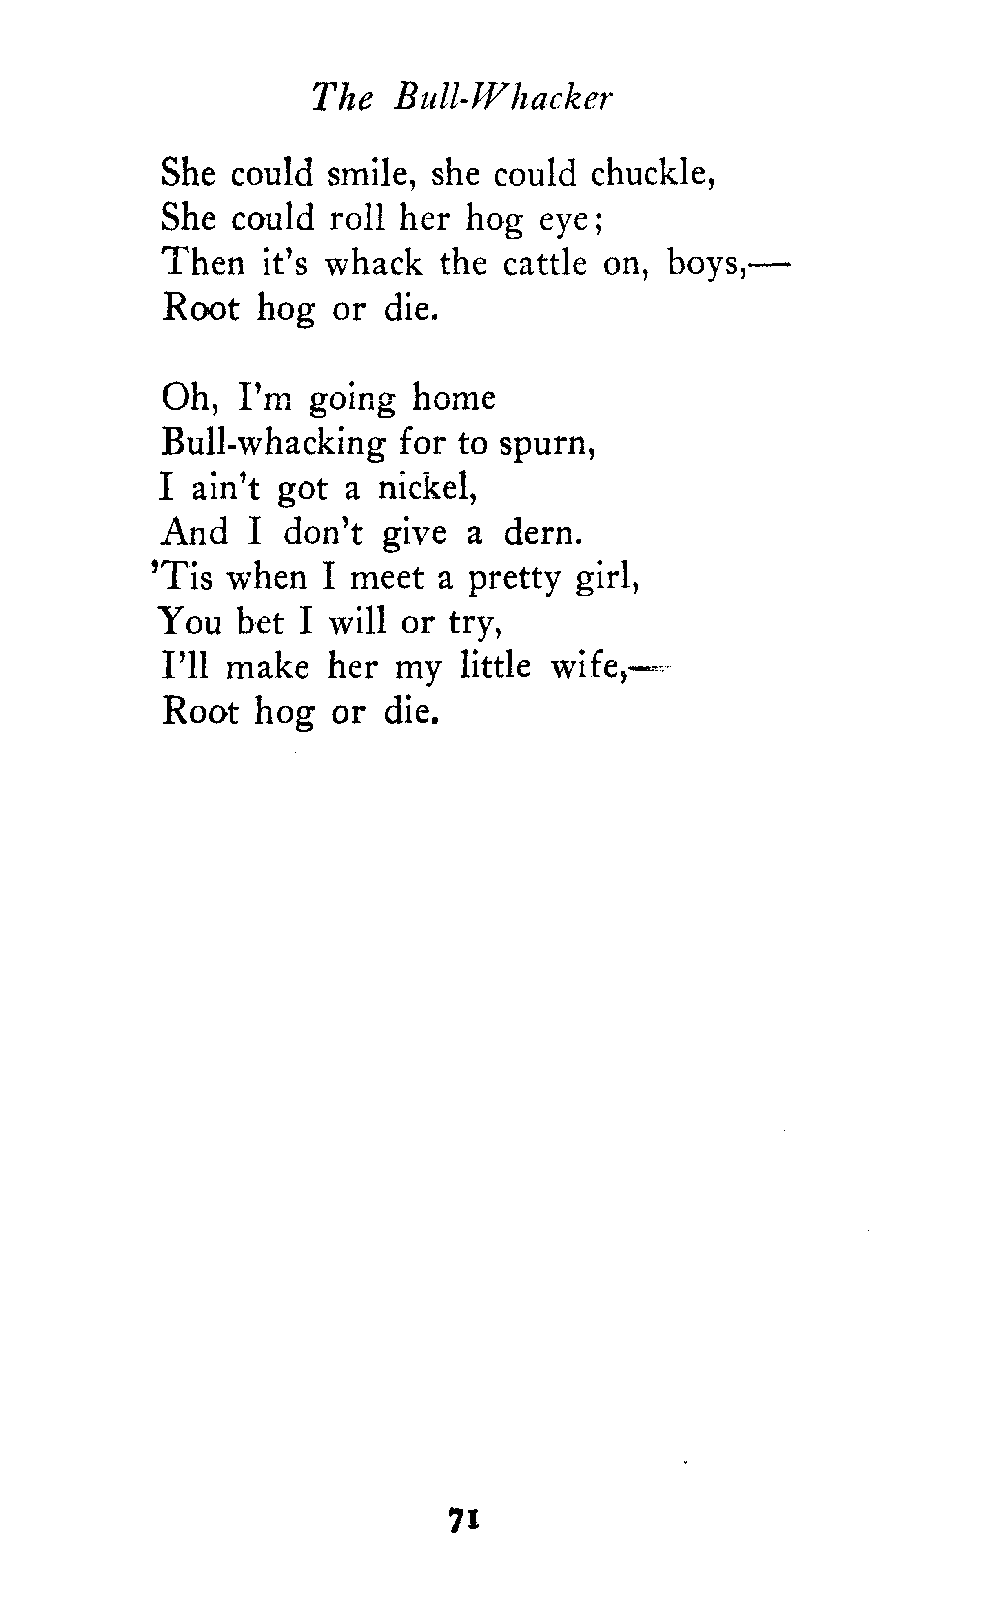 The Bull-Whacker
She could smile, she could chuckle,
She could roll her hog eye;
Then it's whack the cattle on, boys,—
Root hog or die.
Oh, I'm going home
Bull-whacking for to spurn,
I ain't got a nickel,
And I don't give a dern.
'Tis when I meet a pretty girl,
You bet I will or try,
I'll make her my little wife,—
Root hog or die.
71